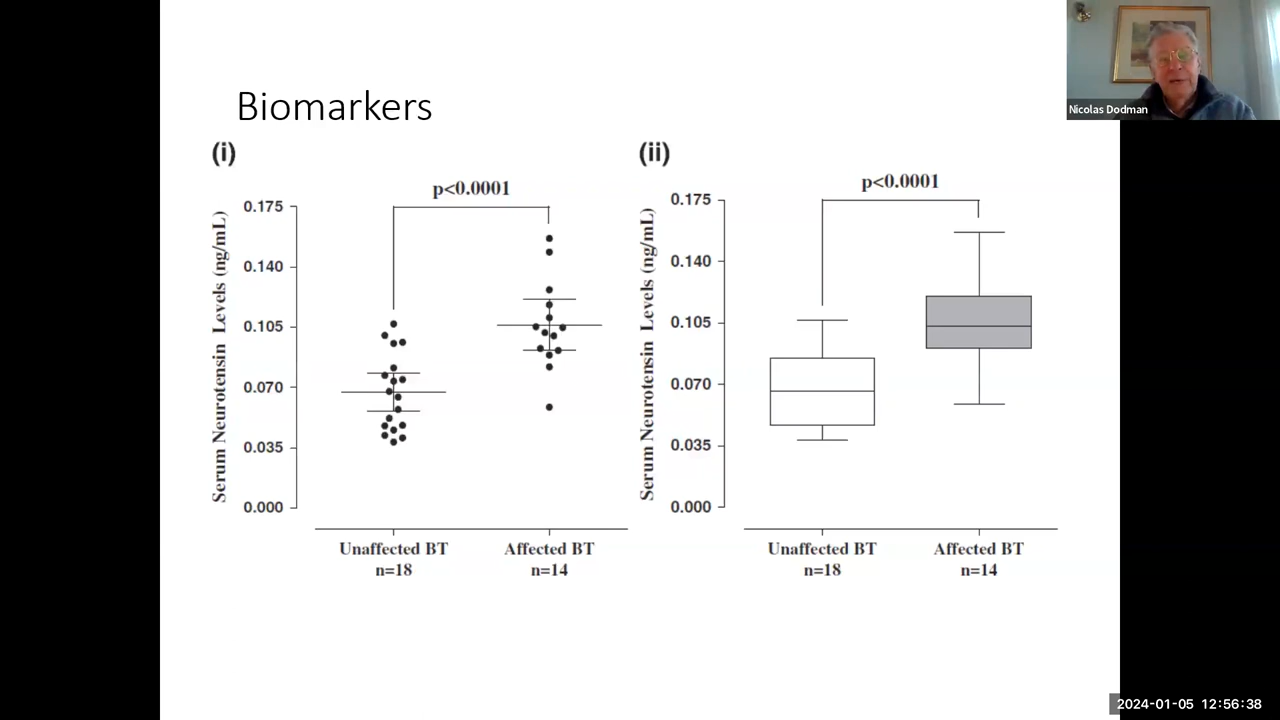 Biomarkers
Nicolas Dodman
(i)
p<0.0001
0.175
0.140
0.105
0.070
0.035
0.000
Serum Neurotensin Levels (ng/mL)
Unaffected BT
n=18
Affected BT
n=14
(ii)
p<0.0001
0.175
0.140
0.105
0.070
0.035
0.000
Serum Neurotensin Levels (ng/mL)
Unaffected BT
n=18
Affected BT
n=14
2024-01-05 12:56:38